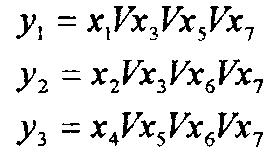 y₁ = x₁Vx₃Vx₅Vx₇
y₂ = x₂Vx₃Vx₆Vx₇
y₃ = x₄Vx₅Vx₆Vx₇